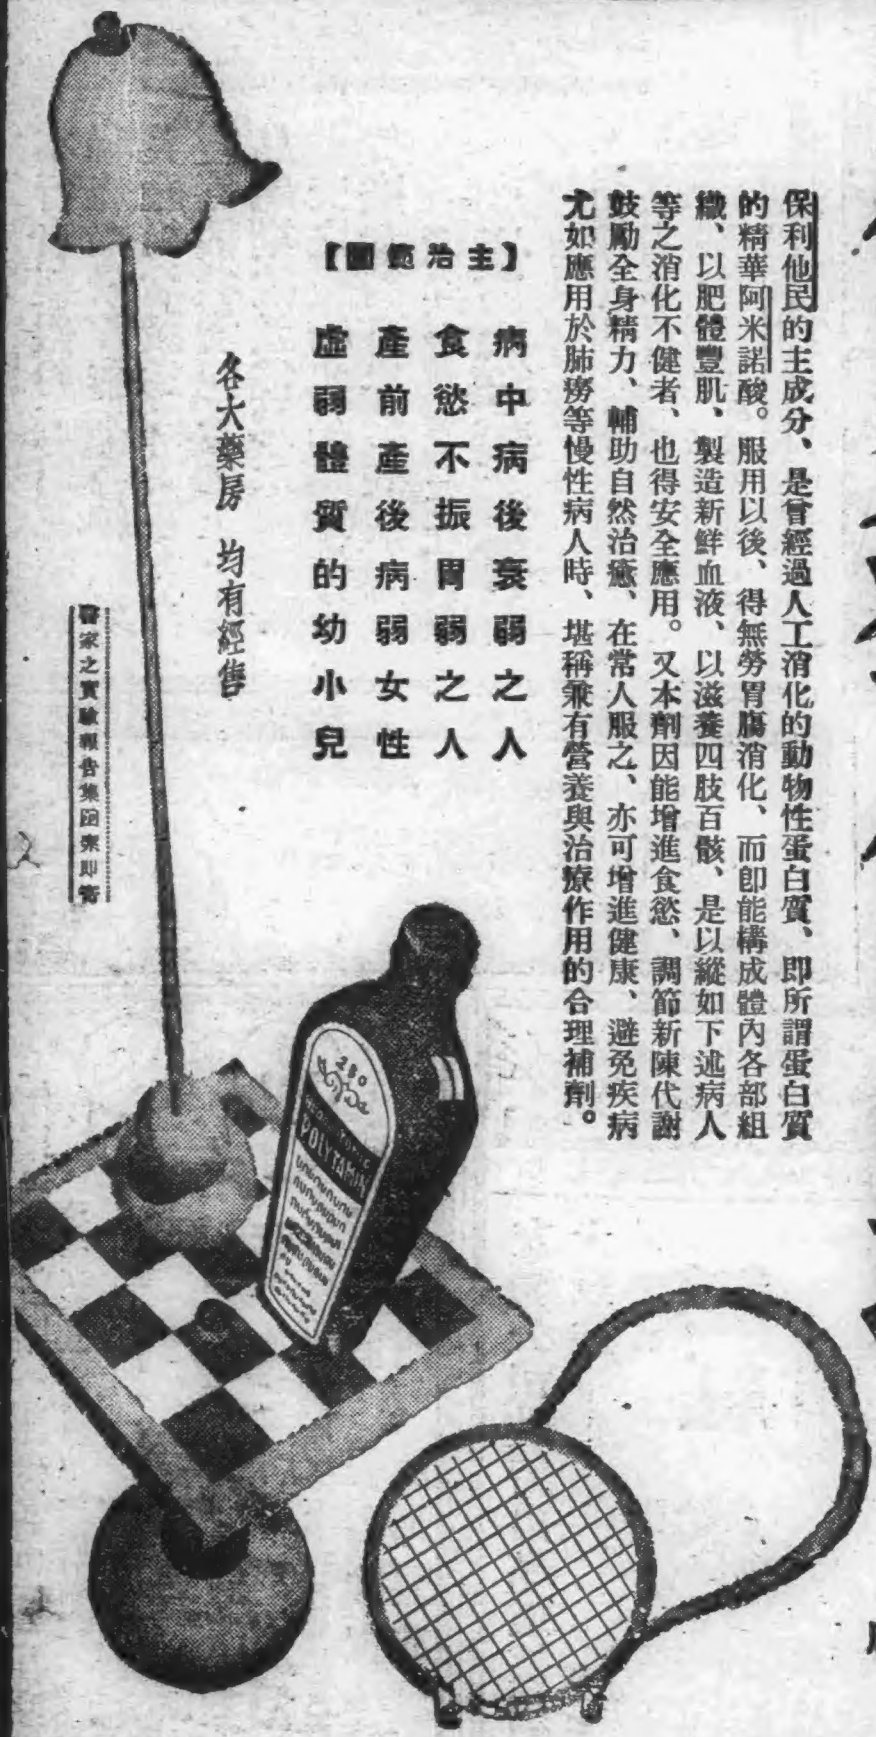 保利他民的主成分、是曾經過人工消化的動物性蛋白質、即所謂蛋白質
的精華阿米諾酸。服用以後、得無勞胃腸消化、而卽能構成體內各部組
織、以肥體豐肌、製造新鮮血液、以滋養四肢百骸、是以縱如下述病人
等之消化不健者、也得安全應用。又本劑因能增進食慾、調節新陳代謝
鼓勵全身精力、輔助自然治癒、在常人服之、亦可增進健康、避免疾病
尤如應用於肺癆等慢性病人時、堪稱兼有營養與治療作用的合理補劑。
【主治範圍】
病中病後衰弱之人
食慾不振胃弱之人
產前產後病弱女性
虛弱體質的幼小兒
各大藥房 均有經售
醫家之實驗報告集函索即寄
280
POLYTAMIN